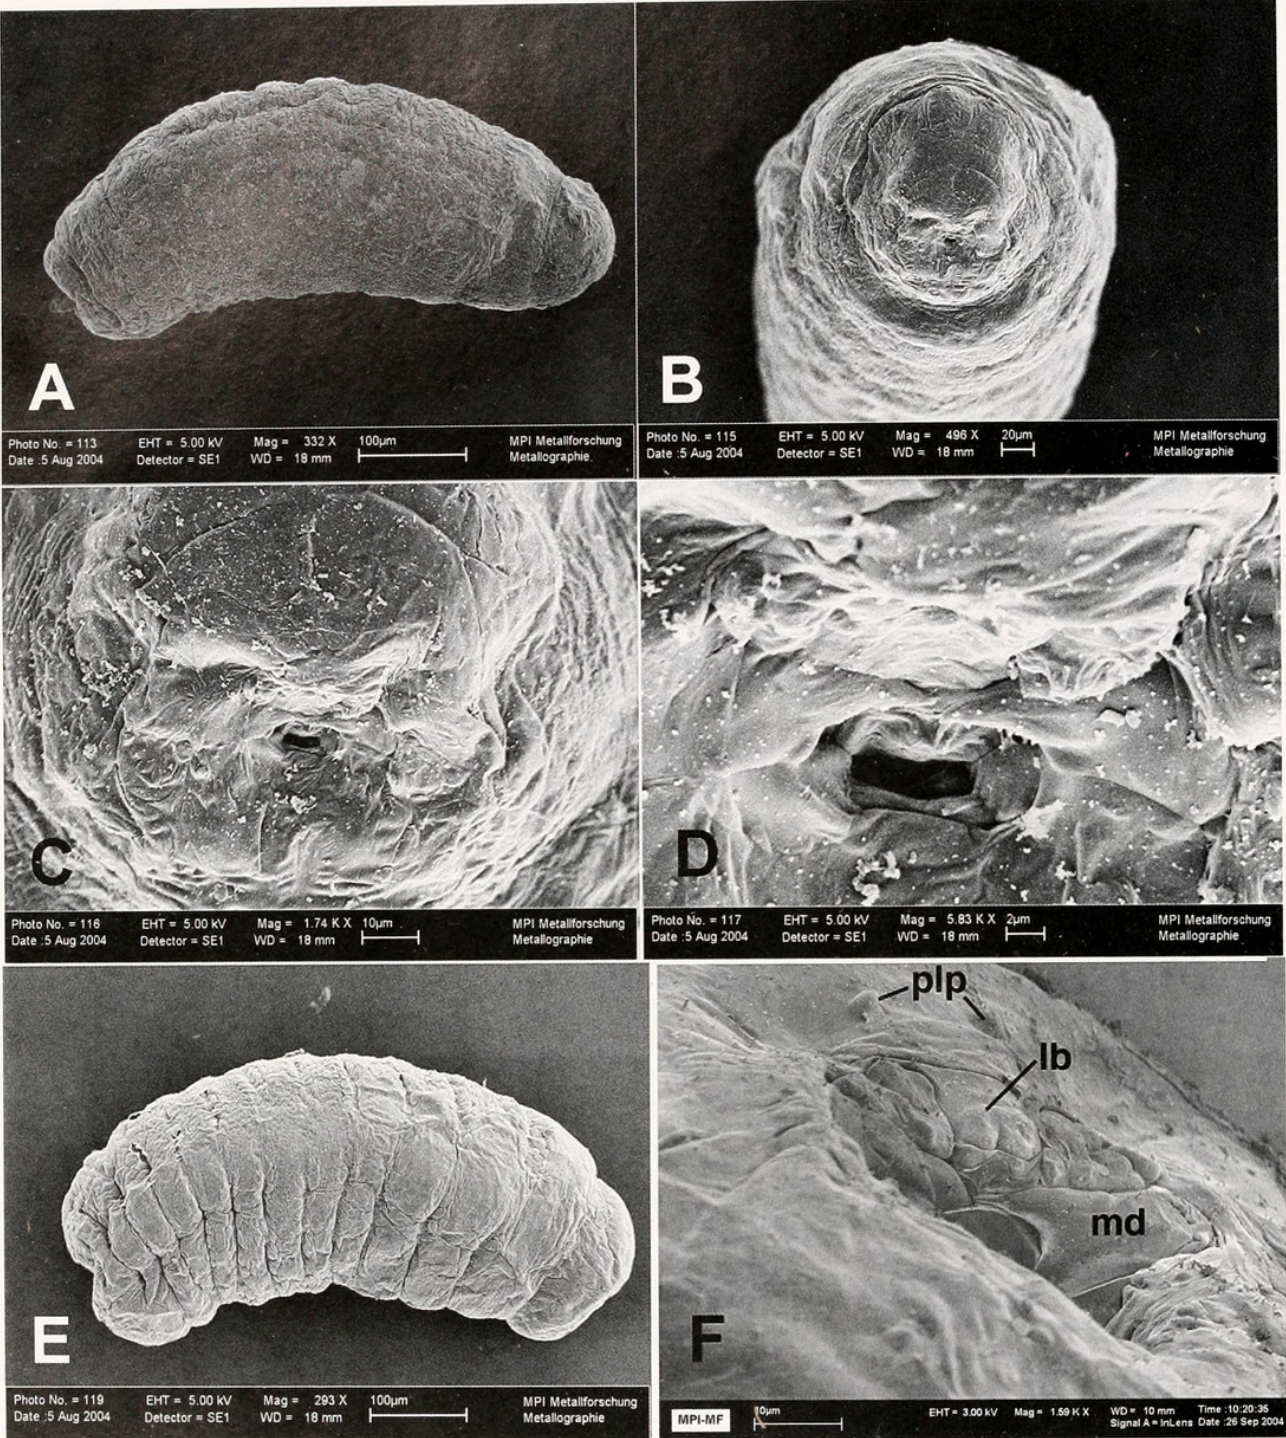 A
Photo No. = 113 EHT = 5.00 kV Mag = 332 X 100µm MPI Metallforschung
Date :5 Aug 2004 Detector = SE1 WD = 18 mm Metallographie.
B
Photo No. = 115 EHT = 5.00 kV Mag = 496 X 20µm MPI Metallforschung
Date :5 Aug 2004 Detector = SE1 WD = 18 mm Metallographie
C
Photo No. = 116 EHT = 5.00 kV Mag = 1.74 K X 10µm MPI Metallforschung
Date :5 Aug 2004 Detector = SE1 WD = 18 mm Metallographie
D
Photo No. = 117 EHT = 5.00 kV Mag = 5.83 K X 2µm MPI Metallforschung
Date :5 Aug 2004 Detector = SE1 WD = 18 mm Metallographie
E
Photo No. = 119 EHT = 5.00 kV Mag = 293 X 100µm MPI Metallforschung
Date :5 Aug 2004 Detector = SE1 WD = 18 mm Metallographie
plp
lb
md
F
MPI-MF 10µm EHT = 3.00 kV Mag = 1.59 K X WD = 10 mm Time :10:20:35
Signal A = InLens Date :26 Sep 2004